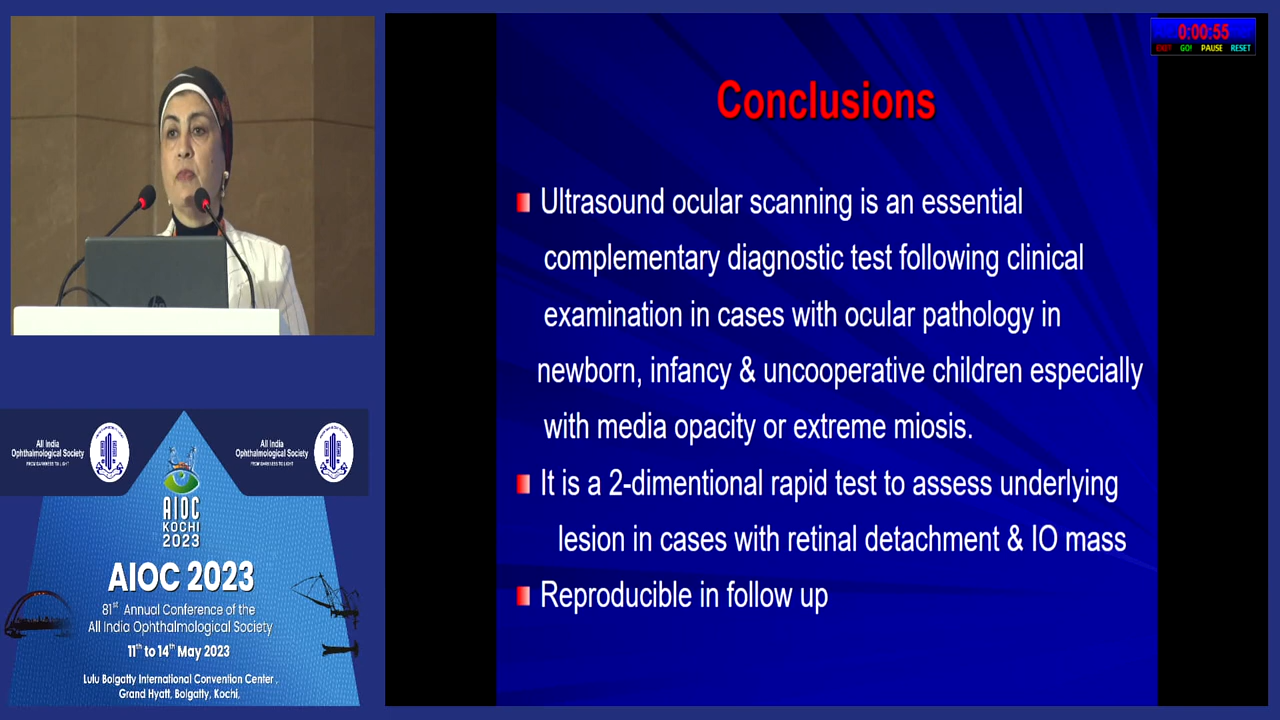 0:00:55
EXIT GO! PAUSE RESET
Conclusions
Ultrasound ocular scanning is an essential
complementary diagnostic test following clinical
examination in cases with ocular pathology in
newborn, infancy & uncooperative children especially
with media opacity or extreme miosis.
It is a 2-dimentional rapid test to assess underlying
lesion in cases with retinal detachment & IO mass
Reproducible in follow up
hp
All India
Ophthalmological Society
FROM DARKNESS TO LIGHT
All India
Ophthalmological Society
FROM DARKNESS TO LIGHT
AIOC
KOCHI
2023
AIOC 2023
81st Annual Conference of the
All India Ophthalmological Society
11th to 14th May 2023
Lulu Bolgatty International Convention Center,
Grand Hyatt, Bolgatty, Kochi,